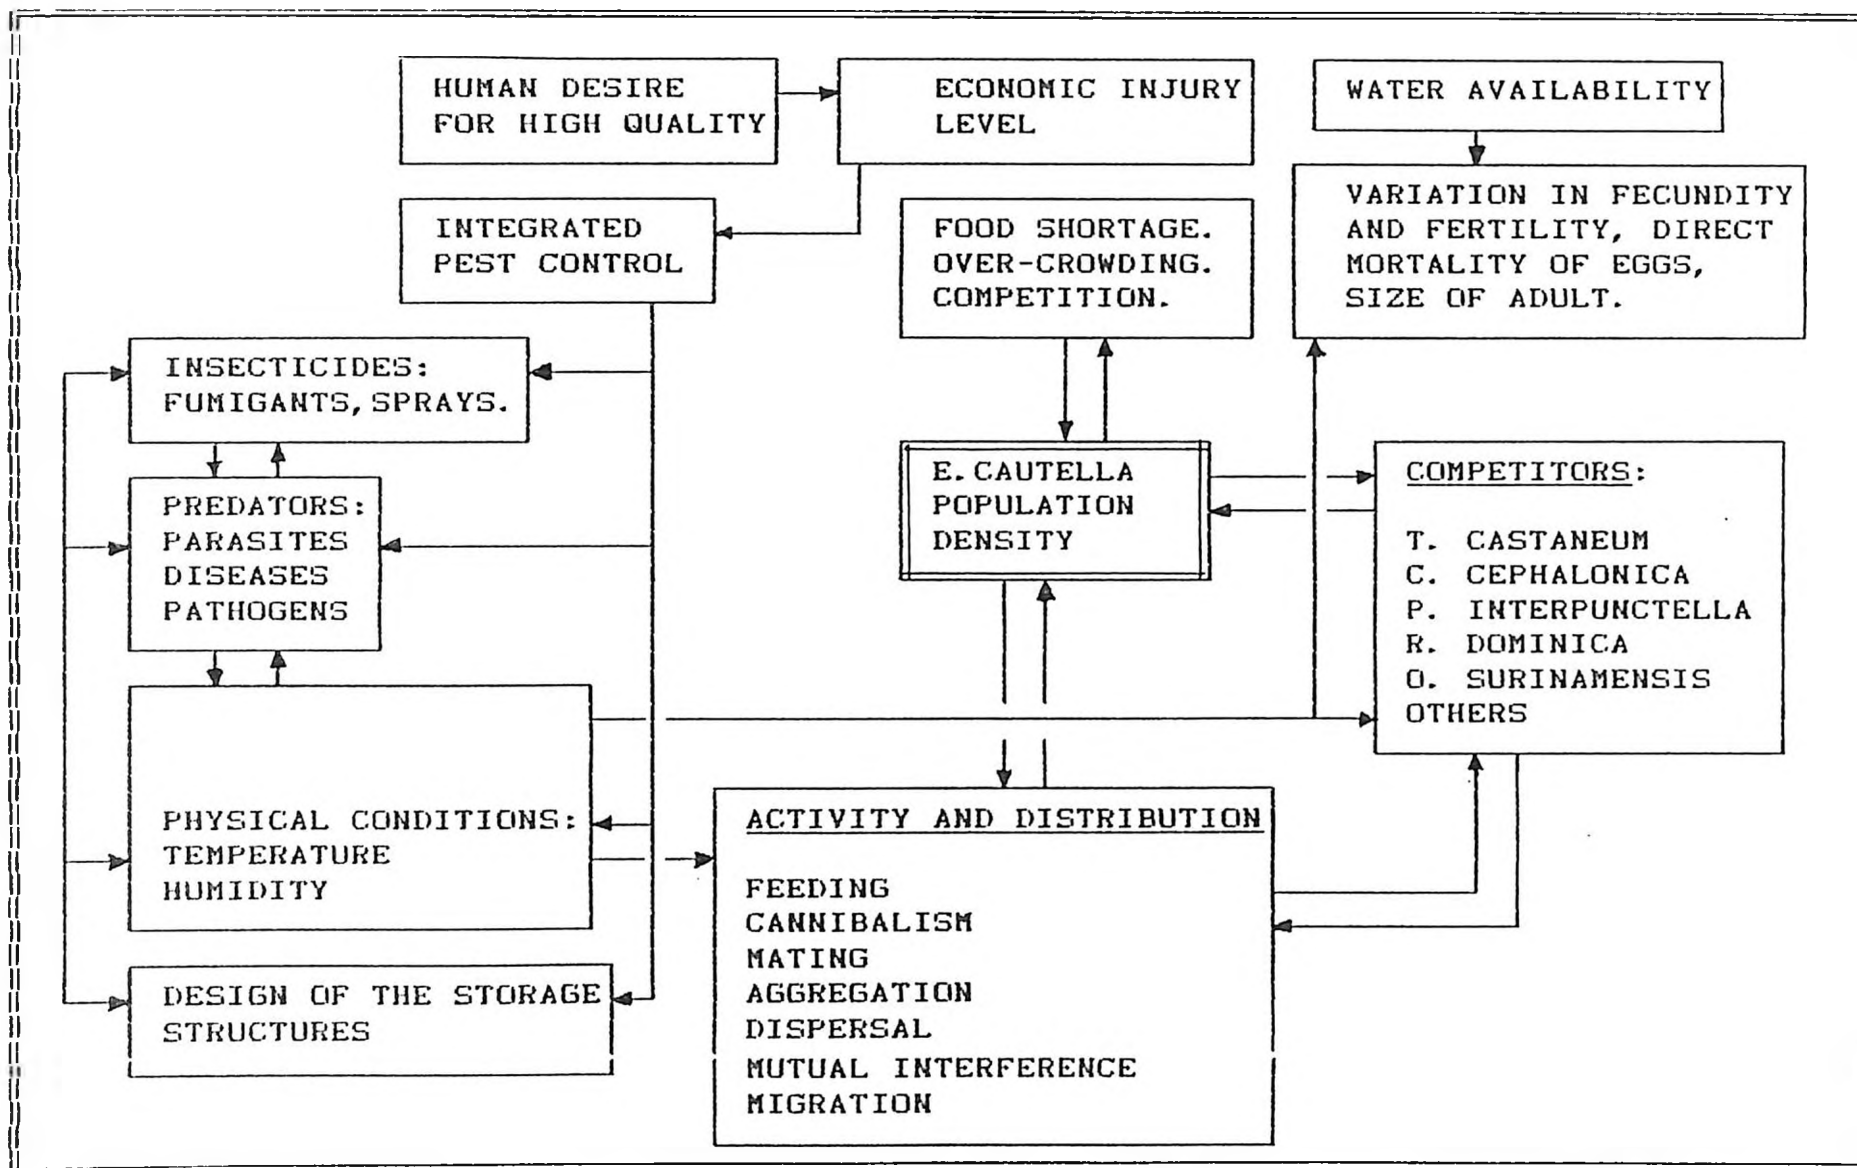 HUMAN DESIRE
FOR HIGH QUALITY
ECONOMIC INJURY
LEVEL
WATER AVAILABILITY
INTEGRATED
PEST CONTROL
FOOD SHORTAGE.
OVER-CROWDING.
COMPETITION.
VARIATION IN FECUNDITY
AND FERTILITY, DIRECT
MORTALITY OF EGGS,
SIZE OF ADULT.
INSECTICIDES:
FUMIGANTS, SPRAYS.
PREDATORS:
PARASITES
DISEASES
PATHOGENS
E. CAUTELLA
POPULATION
DENSITY
COMPETITORS:
T. CASTANEUM
C. CEPHALONICA
P. INTERPUNCTELLA
R. DOMINICA
O. SURINAMENSIS
OTHERS
PHYSICAL CONDITIONS:
TEMPERATURE
HUMIDITY
ACTIVITY AND DISTRIBUTION
FEEDING
CANNIBALISM
MATING
AGGREGATION
DISPERSAL
MUTUAL INTERFERENCE
MIGRATION
DESIGN OF THE STORAGE
STRUCTURES